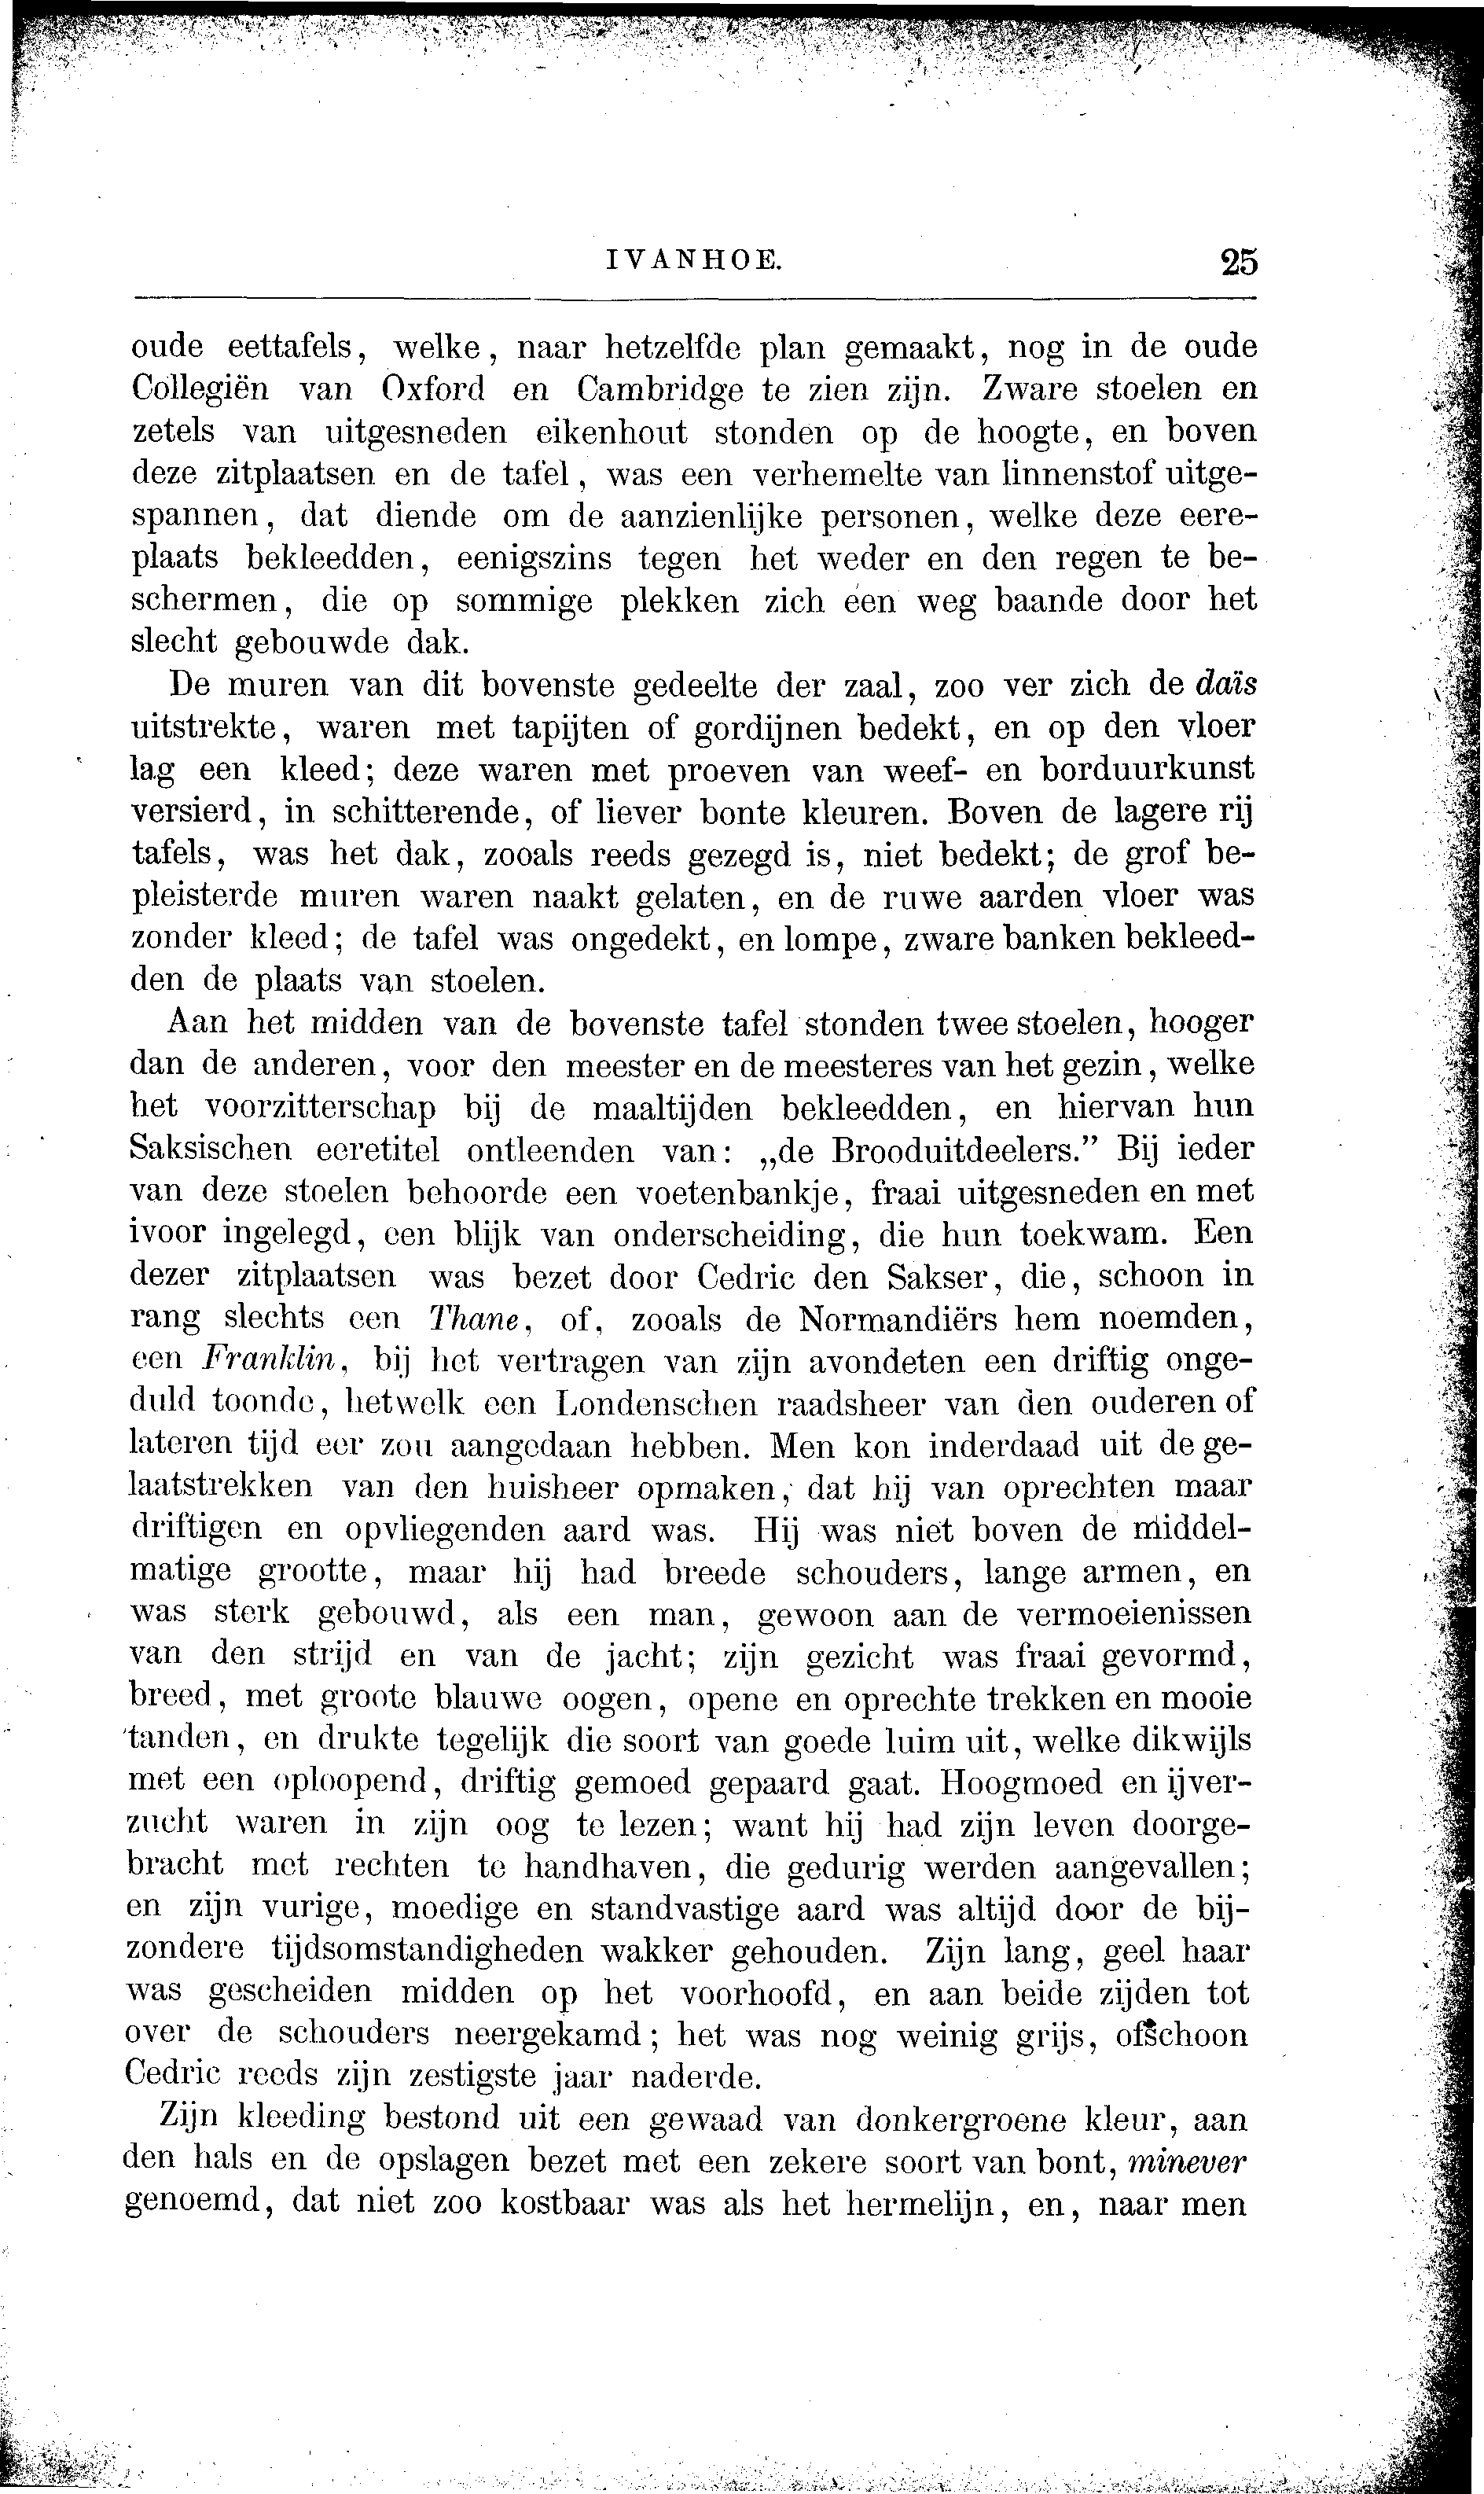 IVANHOE. 25
oude eettafels, welke, naar hetzelfde plan gemaakt, nog in de oude
Collegiën van Oxford en Cambridge te zien zijn. Zware stoelen en
zetels van uitgesneden eikenhout stonden op de hoogte, en boven
deze zitplaatsen en de tafel, was een verhemelte van linnenstof uitge-
spannen, dat diende om de aanzienlijke personen, welke deze eere-
plaats bekleedden, eenigszins tegen het weder en den regen te be-
schermen, die op sommige plekken zich een weg baande door het
slecht gebouwde dak.
De muren van dit bovenste gedeelte der zaal, zoo ver zich de daïs
uitstrekte, waren met tapijten of gordijnen bedekt, en op den vloer
lag een kleed; deze waren met proeven van weef- en borduurkunst
versierd, in schitterende, of liever bonte kleuren. Boven de lagere rij
tafels, was het dak, zooals reeds gezegd is, niet bedekt; de grof be-
pleisterde muren waren naakt gelaten, en de ruwe aarden vloer was
zonder kleed; de tafel was ongedekt, en lompe, zware banken bekleed-
den de plaats van stoelen.
Aan het midden van de bovenste tafel stonden twee stoelen, hooger
dan de anderen, voor den meester en de meesteres van het gezin, welke
het voorzitterschap bij de maaltijden bekleedden, en hiervan hun
Saksischen eeretitel ontleenden van: „de Brooduitdeelers.” Bij ieder
van deze stoelen behoorde een voetenbankje, fraai uitgesneden en met
ivoor ingelegd, een blijk van onderscheiding, die hun toekwam. Een
dezer zitplaatsen was bezet door Cedric den Sakser, die, schoon in
rang slechts een Thane, of, zooals de Normandiërs hem noemden,
een Franklin, bij het vertragen van zijn avondeten een driftig onge-
duld toonde, hetwelk een Londenschen raadsheer van den ouderen of
lateren tijd eer zou aangedaan hebben. Men kon inderdaad uit de ge-
laatstrekken van den huisheer opmaken, dat hij van oprechten maar
driftigen en opvliegenden aard was. Hij was niet boven de middel-
matige grootte, maar hij had breede schouders, lange armen, en
was sterk gebouwd, als een man, gewoon aan de vermoeienissen
van den strijd en van de jacht; zijn gezicht was fraai gevormd,
breed, met groote blauwe oogen, opene en oprechte trekken en mooie
tanden, en drukte tegelijk die soort van goede luim uit, welke dikwijls
met een oploopend, driftig gemoed gepaard gaat. Hoogmoed en ijver-
zucht waren in zijn oog te lezen; want hij had zijn leven doorge-
bracht met rechten te handhaven, die gedurig werden aangevallen;
en zijn vurige, moedige en standvastige aard was altijd door de bij-
zondere tijdsomstandigheden wakker gehouden. Zijn lang, geel haar
was gescheiden midden op het voorhoofd, en aan beide zijden tot
over de schouders neergekamd; het was nog weinig grijs, ofschoon
Cedric reeds zijn zestigste jaar naderde.
Zijn kleeding bestond uit een gewaad van donkergroene kleur, aan
den hals en de opslagen bezet met een zekere soort van bont, minever
genoemd, dat niet zoo kostbaar was als het hermelijn, en, naar men